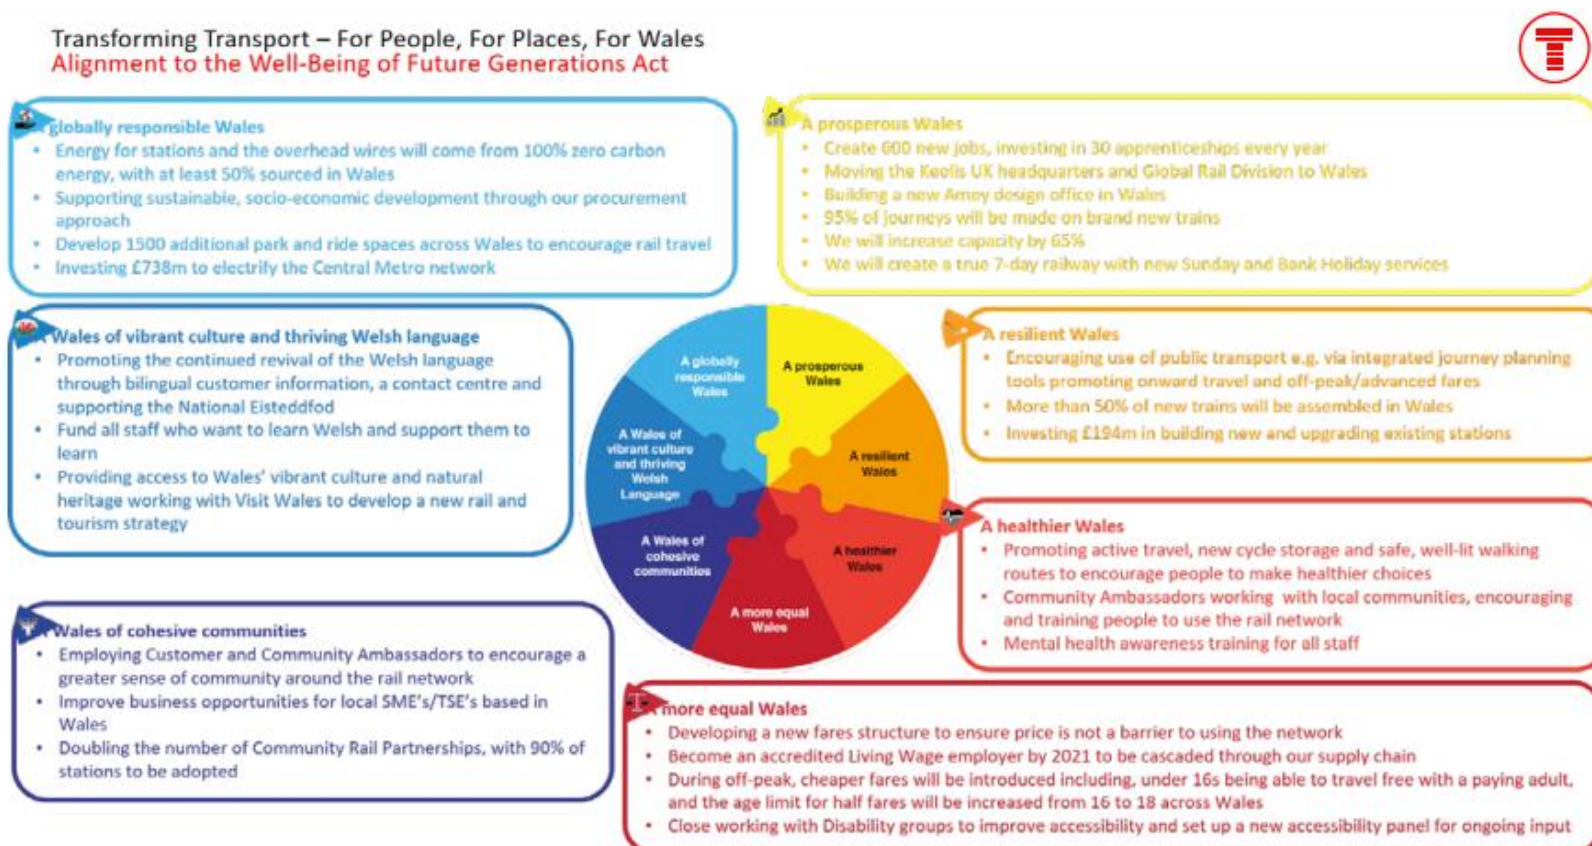 Transforming Transport – For People, For Places, For Wales
Alignment to the Well-Being of Future Generations Act
globally responsible Wales
• Energy for stations and the overhead wires will come from 100% zero carbon
energy, with at least 50% sourced in Wales
• Supporting sustainable, socio-economic development through our procurement
approach
• Develop 1500 additional park and ride spaces across Wales to encourage rail travel
• Investing £738m to electrify the Central Metro network
A prosperous Wales
• Create 600 new jobs, investing in 30 apprenticeships every year
• Moving the Keolis UK headquarters and Global Rail Division to Wales
• Building a new Amey design office in Wales
• 95% of journeys will be made on brand new trains
• We will increase capacity by 65%
• We will create a true 7-day railway with new Sunday and Bank Holiday services
A Wales of vibrant culture and thriving Welsh language
• Promoting the continued revival of the Welsh language
through bilingual customer information, a contact centre and
supporting the National Eisteddfod
• Fund all staff who want to learn Welsh and support them to
learn
• Providing access to Wales' vibrant culture and natural
heritage working with Visit Wales to develop a new rail and
tourism strategy
A globally
responsible
Wales
A prosperous
Wales
A resilient
Wales
A healthier
Wales
A more equal
Wales
A Wales of
cohesive
communities
A Wales of
vibrant culture
and thriving
Welsh
Language
A resilient Wales
• Encouraging use of public transport e.g. via integrated journey planning
tools promoting onward travel and off-peak/advanced fares
• More than 50% of new trains will be assembled in Wales
• Investing £194m in building new and upgrading existing stations
A healthier Wales
• Promoting active travel, new cycle storage and safe, well-lit walking
routes to encourage people to make healthier choices
• Community Ambassadors working with local communities, encouraging
and training people to use the rail network
• Mental health awareness training for all staff
Wales of cohesive communities
• Employing Customer and Community Ambassadors to encourage a
greater sense of community around the rail network
• Improve business opportunities for local SME's/TSE's based in
Wales
• Doubling the number of Community Rail Partnerships, with 90% of
stations to be adopted
more equal Wales
• Developing a new fares structure to ensure price is not a barrier to using the network
• Become an accredited Living Wage employer by 2021 to be cascaded through our supply chain
• During off-peak, cheaper fares will be introduced including, under 16s being able to travel free with a paying adult,
and the age limit for half fares will be increased from 16 to 18 across Wales
• Close working with Disability groups to improve accessibility and set up a new accessibility panel for ongoing input